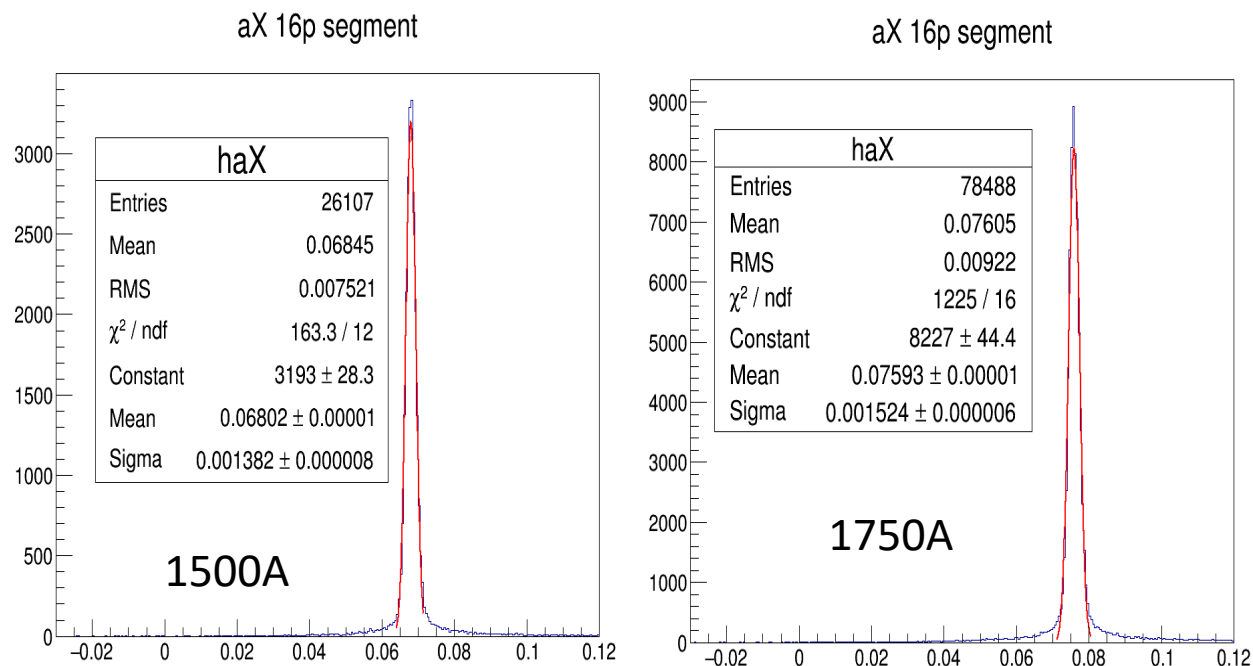 aX 16p segment
3000
2500
2000
1500
1000
500
0
haX
Entries 26107
Mean 0.06845
RMS 0.007521
χ² / ndf 163.3 / 12
Constant 3193 ± 28.3
Mean 0.06802 ± 0.00001
Sigma 0.001382 ± 0.000008
1500A
−0.02 0 0.02 0.04 0.06 0.08 0.1 0.12
aX 16p segment
9000
8000
7000
6000
5000
4000
3000
2000
1000
0
haX
Entries 78488
Mean 0.07605
RMS 0.00922
χ² / ndf 1225 / 16
Constant 8227 ± 44.4
Mean 0.07593 ± 0.00001
Sigma 0.001524 ± 0.000006
1750A
−0.02 0 0.02 0.04 0.06 0.08 0.1 0.12